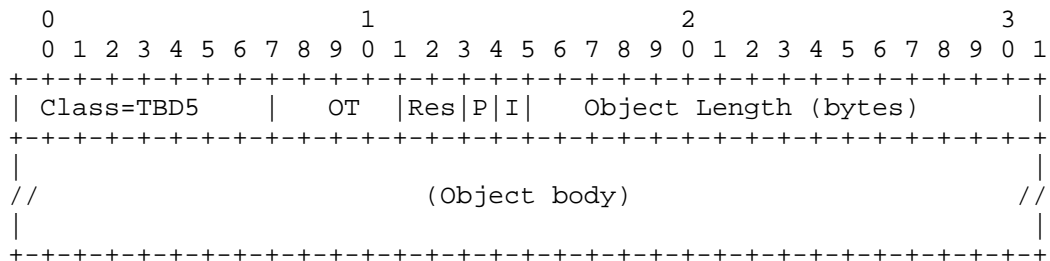 0                   1                   2                   3
 0 1 2 3 4 5 6 7 8 9 0 1 2 3 4 5 6 7 8 9 0 1 2 3 4 5 6 7 8 9 0 1
+-+-+-+-+-+-+-+-+-+-+-+-+-+-+-+-+-+-+-+-+-+-+-+-+-+-+-+-+-+-+-+-+
| Class=TBD5    |   OT  |Res|P|I|   Object Length (bytes)       |
+-+-+-+-+-+-+-+-+-+-+-+-+-+-+-+-+-+-+-+-+-+-+-+-+-+-+-+-+-+-+-+-+
|                                                               |
//                        (Object body)                        //
|                                                               |
+-+-+-+-+-+-+-+-+-+-+-+-+-+-+-+-+-+-+-+-+-+-+-+-+-+-+-+-+-+-+-+-+